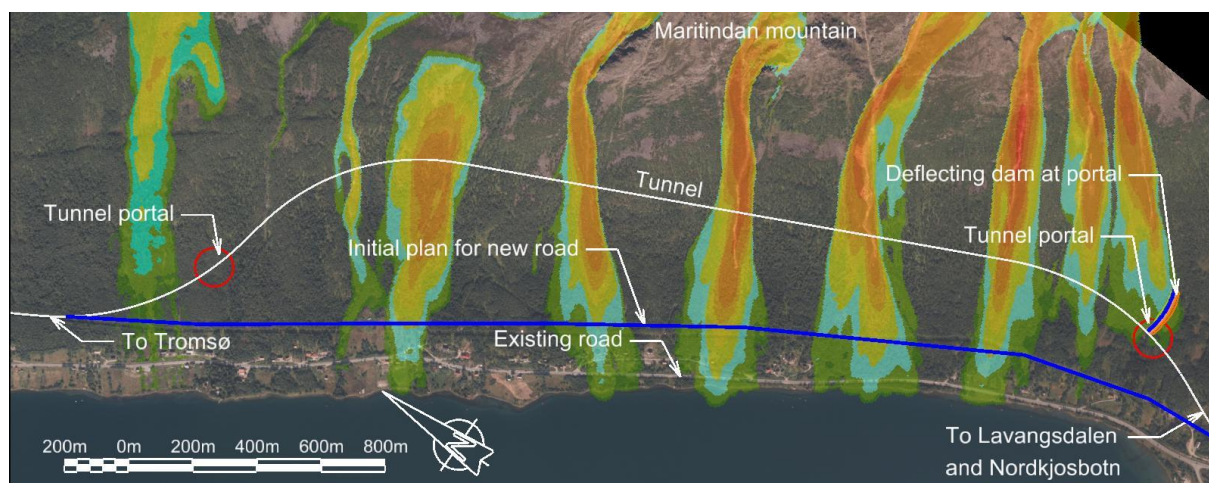 Maritindan mountain
Deflecting dam at portal
Tunnel
Tunnel portal
Tunnel portal
Initial plan for new road
To Tromsø
Existing road
200m 0m 200m 400m 600m 800m
N
To Lavangsdalen
and Nordkjosbotn